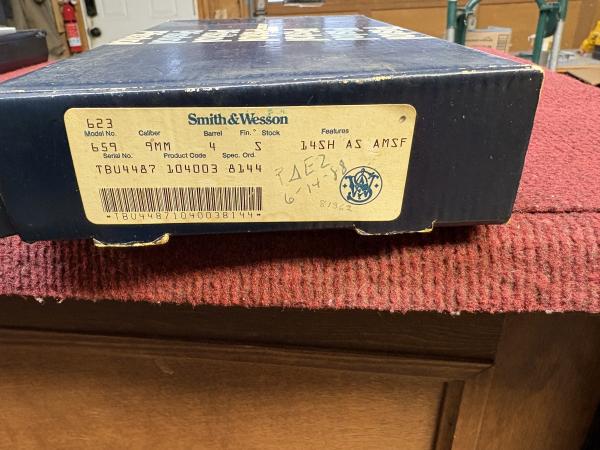 623 Smith & Wesson
Model No. Caliber Barrel Fin. Stock Features
659 9MM 4 S 14SH AS AMSF
Serial No. Product Code Spec. Ord.
TBU4487 104003 8144
6-14-88
*TBU44871040038144*